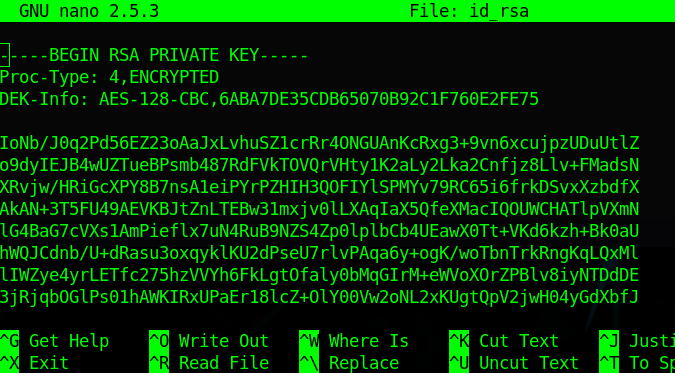 GNU nano 2.5.3 File: id_rsa
-----BEGIN RSA PRIVATE KEY-----
Proc-Type: 4,ENCRYPTED
DEK-Info: AES-128-CBC,6ABA7DE35CDB65070B92C1F760E2FE75
IoNb/J0q2Pd56EZ23oAaJxLvhuSZ1crRr4ONGUAnKcRxg3+9vn6xcujpzUDuUtlZ
o9dyIEJB4wUZTueBPsmb487RdFVkTOVQrVHty1K2aLy2Lka2Cnfjz8Llv+FMadsN
XRvjw/HRiGcXPY8B7nsA1eiPYrPZHIH3QOFIYlSPMYv79RC65i6frkDSvxXzbdfX
AkAN+3T5FU49AEVKBJtZnLTEBw31mxjv0lLXAqIaX5QfeXMacIQOUWCHATlpVXmN
lG4BaG7cVXs1AmPieflx7uN4RuB9NZS4Zp0lplbCb4UEawX0Tt+VKd6kzh+Bk0aU
hWQJCdnb/U+dRasu3oxqyklKU2dPseU7rlvPAqa6y+ogK/woTbnTrkRngKqLQxMl
lIWZye4yrLETfc275hzVVYh6FkLgtOfaly0bMqGIrM+eWVoXOrZPBlv8iyNTDdDE
3jRjqbOGlPs01hAWKIRxUPaEr18lcZ+OlY00Vw2oNL2xKUgtQpV2jwH04yGdXbfJ
^G Get Help ^O Write Out ^W Where Is ^K Cut Text ^J Justi
^X Exit ^R Read File ^\ Replace ^U Uncut Text ^T To Sp